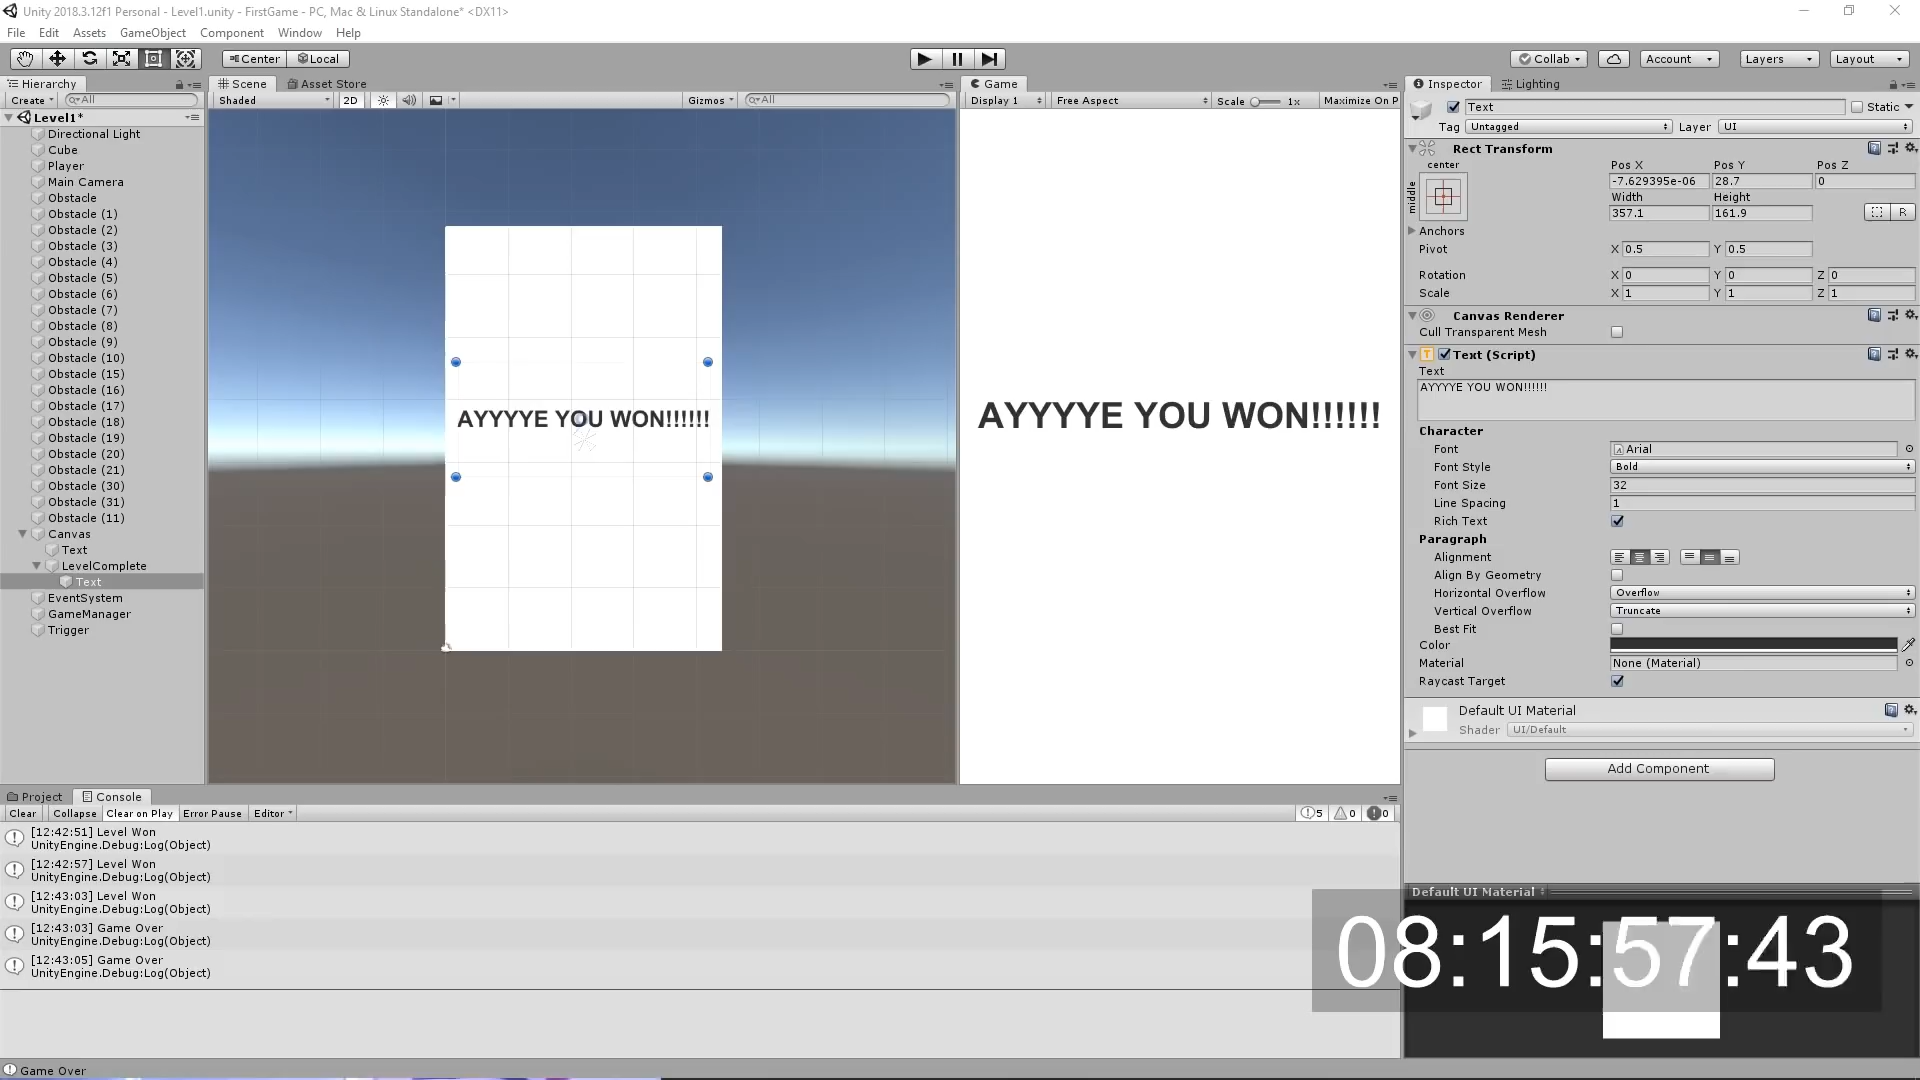 Unity 2018.3.12f1 Personal - Level1.unity - FirstGame - PC, Mac & Linux Standalone* <DX11>
File Edit Assets GameObject Component Window Help
Center Local Collab Account Layers Layout
Hierarchy Scene Asset Store Game Inspector Lighting
Create All Shaded 2D Gizmos All Display 1 Free Aspect Scale 1x Maximize On P
Level1*
Directional Light
Cube
Player
Main Camera
Obstacle
Obstacle (1)
Obstacle (2)
Obstacle (3)
Obstacle (4)
Obstacle (5)
Obstacle (6)
Obstacle (7)
Obstacle (8)
Obstacle (9)
Obstacle (10)
Obstacle (15)
Obstacle (16)
Obstacle (17)
Obstacle (18)
Obstacle (19)
Obstacle (20)
Obstacle (21)
Obstacle (30)
Obstacle (31)
Obstacle (11)
Canvas
Text
LevelComplete
Text
EventSystem
GameManager
Trigger
AYYYYE YOU WON!!!!!!
AYYYYE YOU WON!!!!!!
Text Static
Tag Untagged Layer UI
Rect Transform
center Pos X Pos Y Pos Z
middle -7.629395e-06 28.7 0
Width Height
357.1 161.9 R
Anchors
Pivot X 0.5 Y 0.5
Rotation X 0 Y 0 Z 0
Scale X 1 Y 1 Z 1
Canvas Renderer
Cull Transparent Mesh
Text (Script)
Text
AYYYYE YOU WON!!!!!!
Character
Font Arial
Font Style Bold
Font Size 32
Line Spacing 1
Rich Text
Paragraph
Alignment
Align By Geometry
Horizontal Overflow Overflow
Vertical Overflow Truncate
Best Fit
Color
Material None (Material)
Raycast Target
Default UI Material
Shader UI/Default
Add Component
Project Console
Clear Collapse Clear on Play Error Pause Editor 5 0 0
[12:42:51] Level Won
UnityEngine.Debug:Log(Object)
[12:42:57] Level Won
UnityEngine.Debug:Log(Object)
[12:43:03] Level Won
UnityEngine.Debug:Log(Object)
[12:43:03] Game Over
UnityEngine.Debug:Log(Object)
[12:43:05] Game Over
UnityEngine.Debug:Log(Object)
Default UI Material
08:15:57:43
Game Over